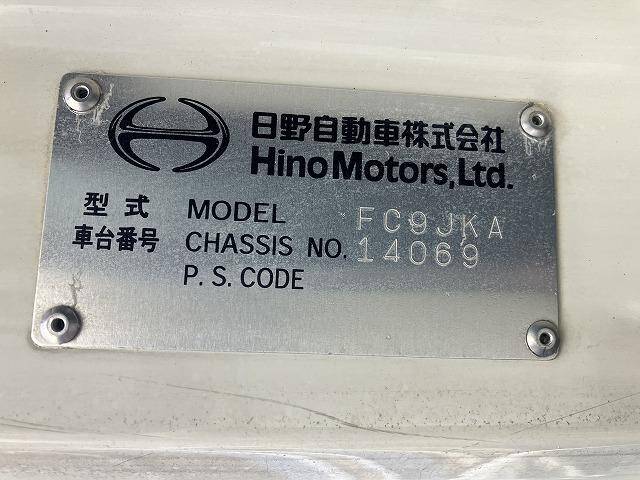 日野自動車株式会社
Hino Motors, Ltd.
型式 MODEL FC9JKA
車台番号 CHASSIS NO. 14069
P. S. CODE